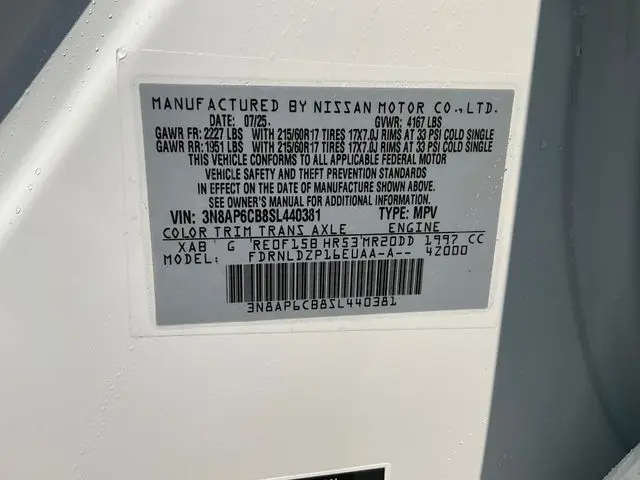 MANUFACTURED BY NISSAN MOTOR CO.,LTD.
DATE: 07/25. GVWR: 4167 LBS
GAWR FR: 2227 LBS WITH 215/60R17 TIRES 17X7.0J RIMS AT 33 PSI COLD SINGLE
GAWR RR: 1951 LBS WITH 215/60R17 TIRES 17X7.0J RIMS AT 33 PSI COLD SINGLE
THIS VEHICLE CONFORMS TO ALL APPLICABLE FEDERAL MOTOR
VEHICLE SAFETY AND THEFT PREVENTION STANDARDS
IN EFFECT ON THE DATE OF MANUFACTURE SHOWN ABOVE.
SEE OWNER'S MANUAL FOR ADDITIONAL INFORMATION.
VIN: 3N8AP6CB8SL440381 TYPE: MPV
COLOR TRIM TRANS AXLE ENGINE
XAB G RE0F15B HR53 MR20DD 1997 CC
MODEL: FDRNLDZP16EUAA-A-- 4Z000
3N8AP6CB8SL440381